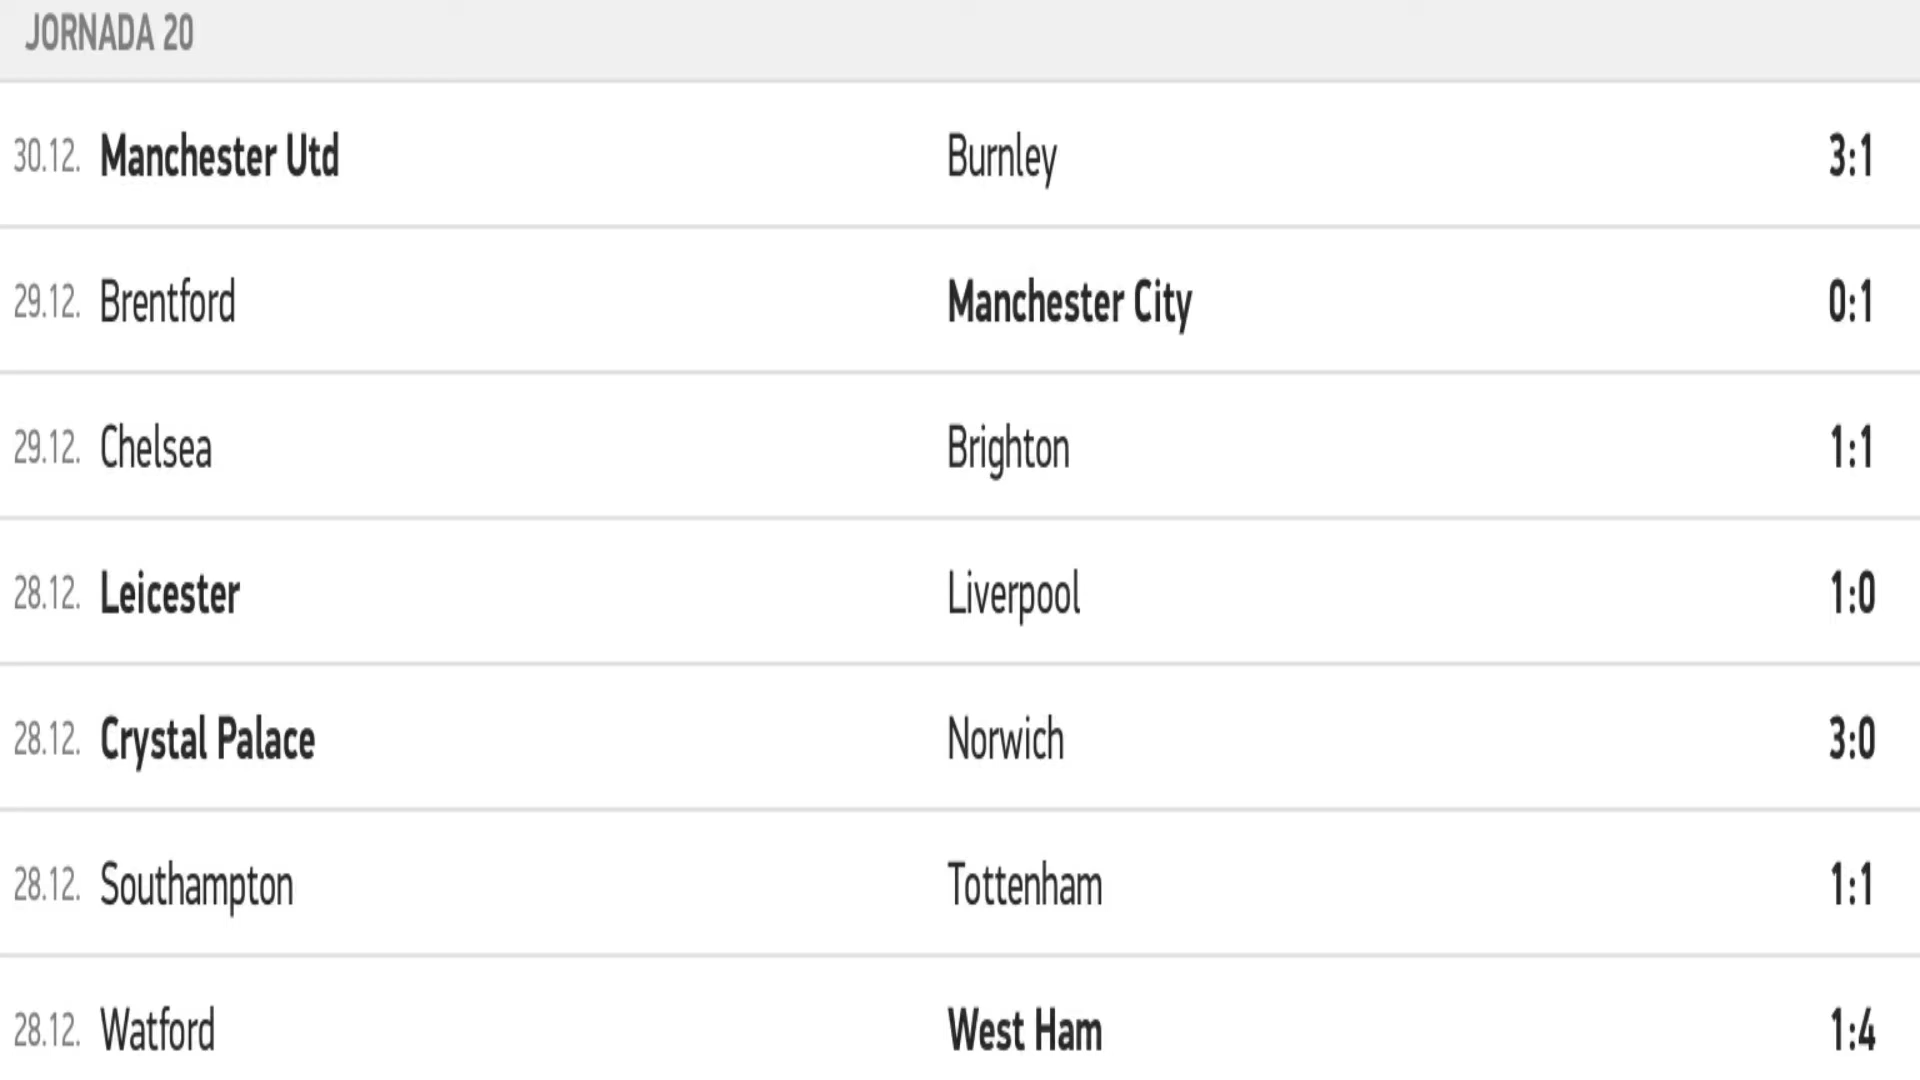 JORNADA 20
30.12. Manchester Utd Burnley 3:1
29.12. Brentford Manchester City 0:1
29.12. Chelsea Brighton 1:1
28.12. Leicester Liverpool 1:0
28.12. Crystal Palace Norwich 3:0
28.12. Southampton Tottenham 1:1
28.12. Watford West Ham 1:4